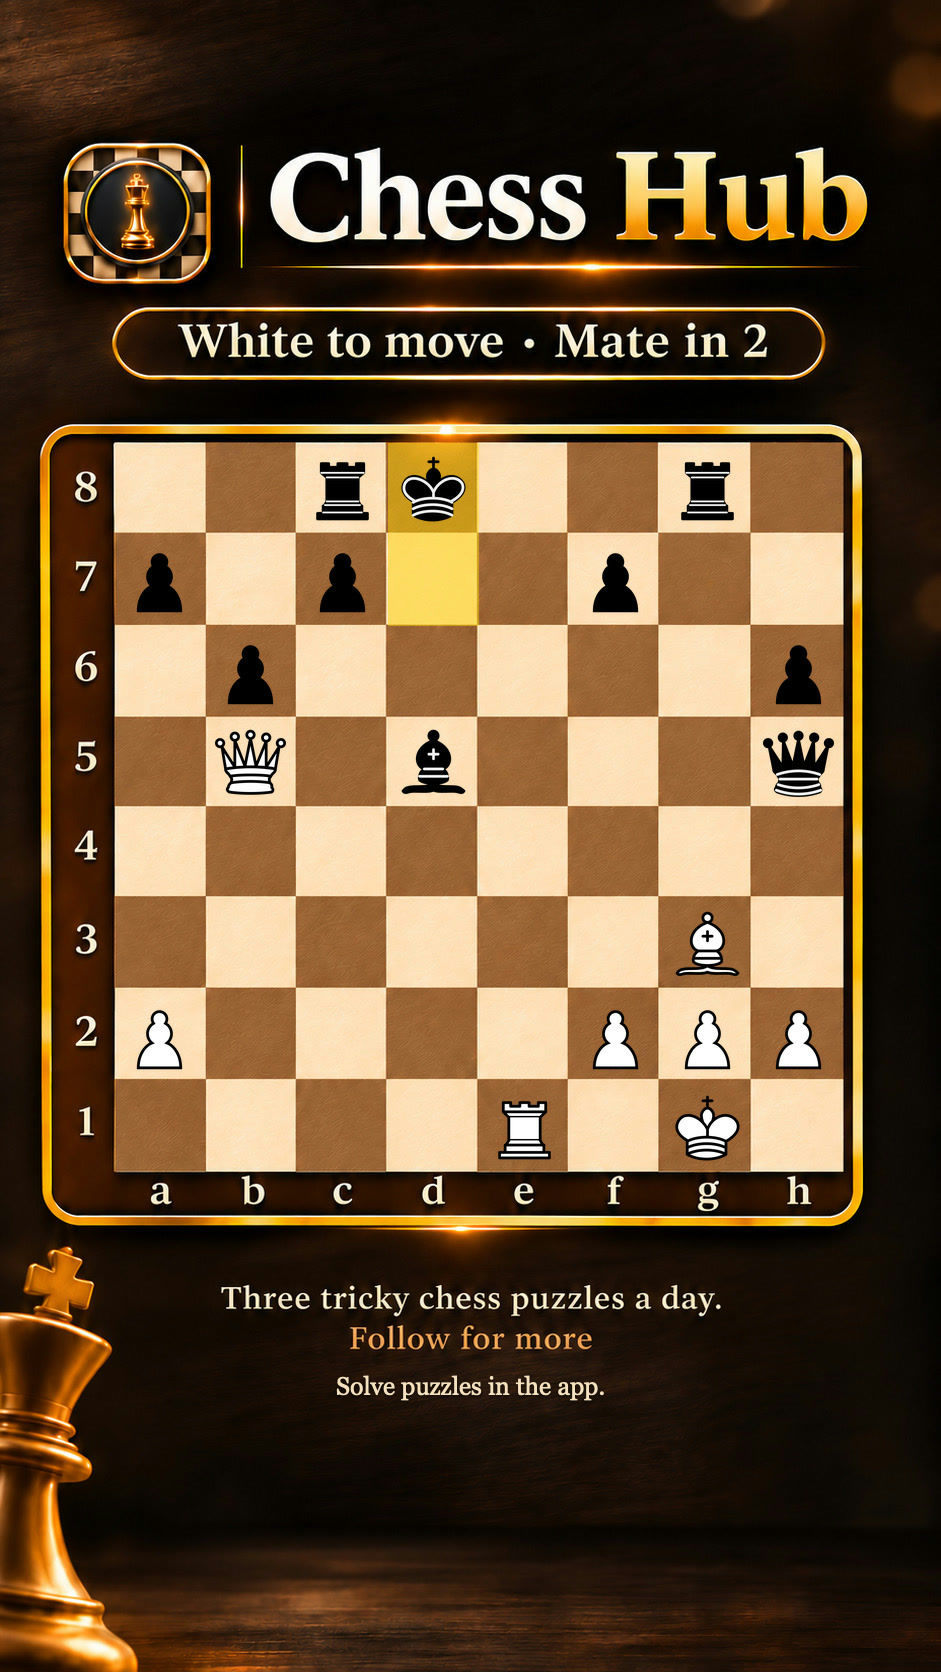 Chess Hub
White to move • Mate in 2
8
7
6
5
4
3
2
1
a b c d e f g h
Three tricky chess puzzles a day.
Follow for more
Solve puzzles in the app.